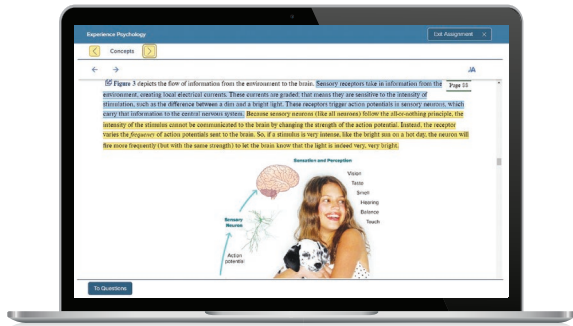 Experience Psychology
Exit Assignment ×
< Concepts >
← →
AA
Page 88
Figure 3 depicts the flow of information from the environment to the brain. Sensory receptors take in information from the
environment, creating local electrical currents. These currents are graded; that means they are sensitive to the intensity of
stimulation, such as the difference between a dim and a bright light. These receptors trigger action potentials in sensory neurons, which
carry that information to the central nervous system. Because sensory neurons (like all neurons) follow the all-or-nothing principle, the
intensity of the stimulus cannot be communicated to the brain by changing the strength of the action potential. Instead, the receptor
varies the frequency of action potentials sent to the brain. So, if a stimulus is very intense, like the bright sun on a hot day, the neuron will
fire more frequently (but with the same strength) to let the brain know that the light is indeed very, very bright.
Sensation and Perception
Vision
Taste
Smell
Hearing
Balance
Touch
Sensory
Neuron
Action
potential
To Questions